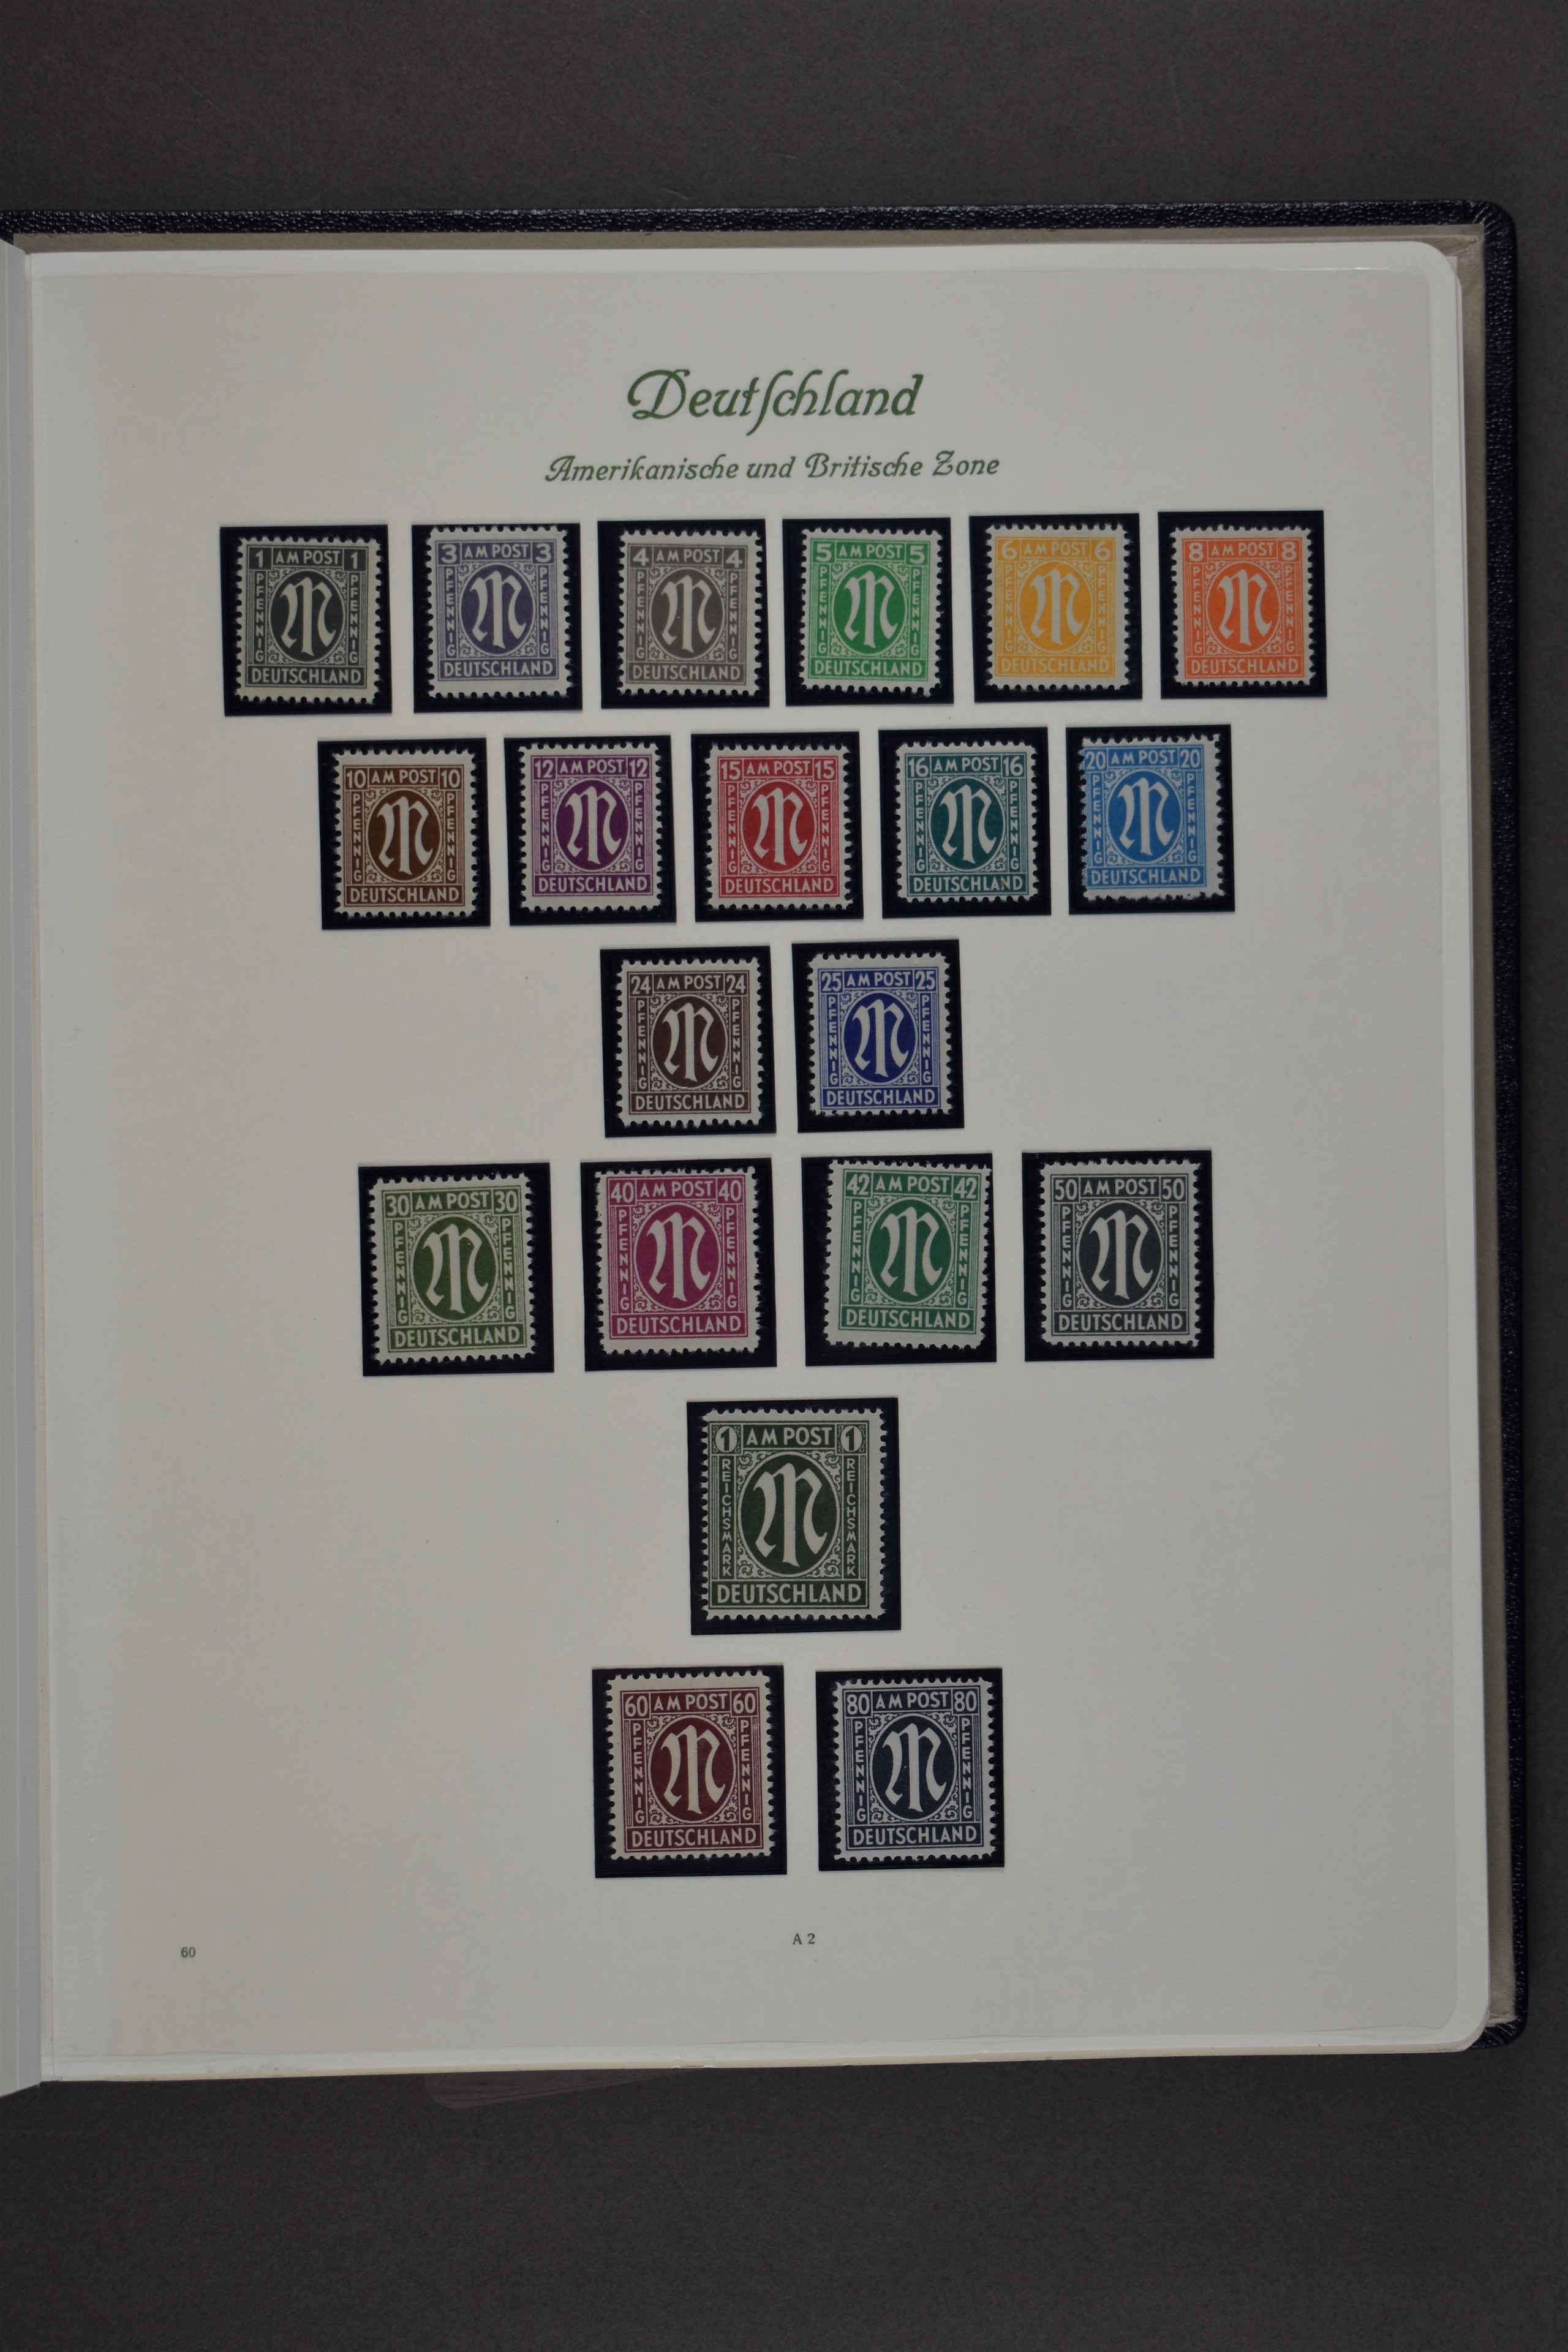 Deutſchland
Amerikanische und Britische Zone
1 AM POST 1
PFENNIG PFENNIG
DEUTSCHLAND
3 AM POST 3
PFENNIG PFENNIG
DEUTSCHLAND
4 AM POST 4
PFENNIG PFENNIG
DEUTSCHLAND
5 AM POST 5
PFENNIG PFENNIG
DEUTSCHLAND
6 AM POST 6
PFENNIG PFENNIG
DEUTSCHLAND
8 AM POST 8
PFENNIG PFENNIG
DEUTSCHLAND
10 AM POST 10
PFENNIG PFENNIG
DEUTSCHLAND
12 AM POST 12
PFENNIG PFENNIG
DEUTSCHLAND
15 AM POST 15
PFENNIG PFENNIG
DEUTSCHLAND
16 AM POST 16
PFENNIG PFENNIG
DEUTSCHLAND
20 AM POST 20
PFENNIG PFENNIG
DEUTSCHLAND
24 AM POST 24
PFENNIG PFENNIG
DEUTSCHLAND
25 AM POST 25
PFENNIG PFENNIG
DEUTSCHLAND
30 AM POST 30
PFENNIG PFENNIG
DEUTSCHLAND
40 AM POST 40
PFENNIG PFENNIG
DEUTSCHLAND
42 AM POST 42
PFENNIG PFENNIG
DEUTSCHLAND
50 AM POST 50
PFENNIG PFENNIG
DEUTSCHLAND
1 AM POST 1
REICHSMARK REICHSMARK
DEUTSCHLAND
60 AM POST 60
PFENNIG PFENNIG
DEUTSCHLAND
80 AM POST 80
PFENNIG PFENNIG
DEUTSCHLAND
60
A 2